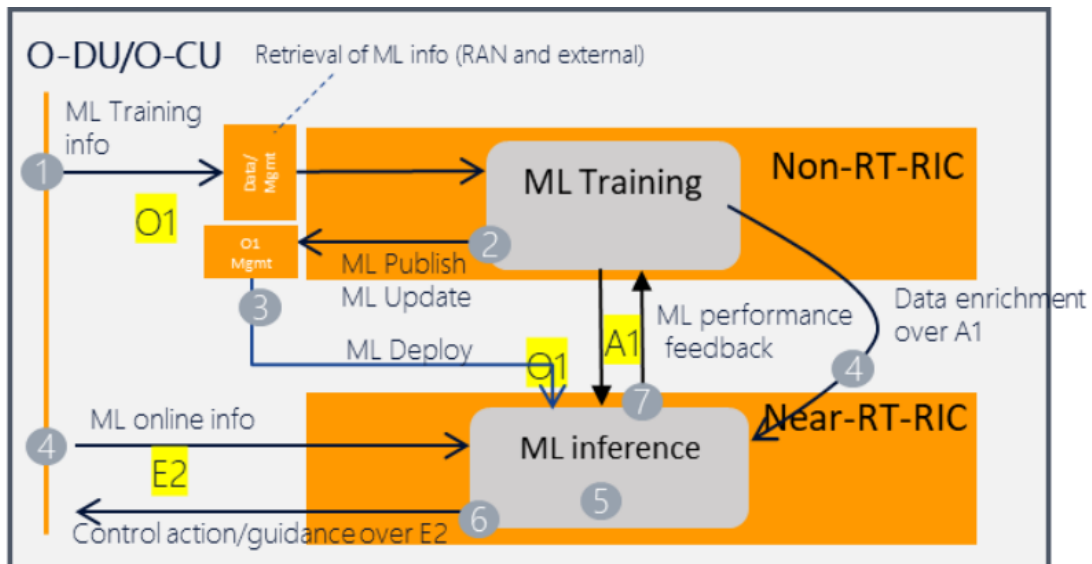 O-DU/O-CU
Retrieval of ML info (RAN and external)
ML Training
info
1
O1
Data/
Mgmt
ML Training
Non-RT-RIC
O1
Mgmt
2
ML Publish
ML Update
3
ML Deploy
O1
A1
ML performance
feedback
7
Data enrichment
over A1
4
4
ML online info
E2
ML inference
5
Near-RT-RIC
6
Control action/guidance over E2